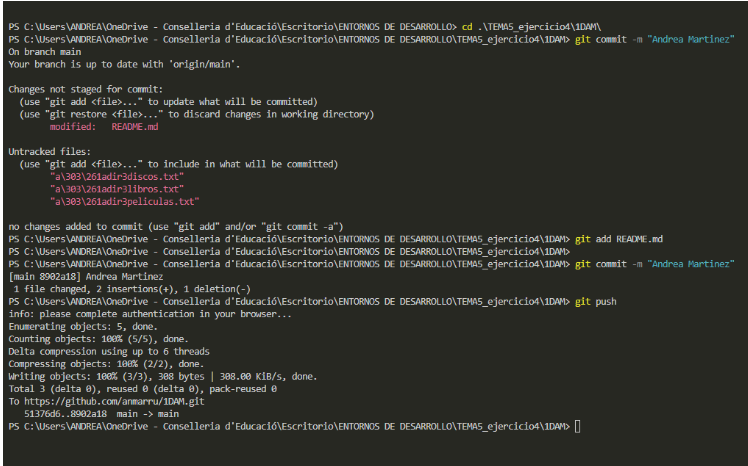 PS C:\Users\ANDREA\OneDrive - Conselleria d'Educació\Escritorio\ENTORNOS DE DESARROLLO> cd .\TEMA5_ejercicio4\1DAM\
PS C:\Users\ANDREA\OneDrive - Conselleria d'Educació\Escritorio\ENTORNOS DE DESARROLLO\TEMA5_ejercicio4\1DAM> git commit -m "Andrea Martinez"
On branch main
Your branch is up to date with 'origin/main'.
Changes not staged for commit:
(use "git add <file>..." to update what will be committed)
(use "git restore <file>..." to discard changes in working directory)
modified: README.md
Untracked files:
(use "git add <file>..." to include in what will be committed)
"a\303\261adir3discos.txt"
"a\303\261adir3libros.txt"
"a\303\261adir3peliculas.txt"
no changes added to commit (use "git add" and/or "git commit -a")
PS C:\Users\ANDREA\OneDrive - Conselleria d'Educació\Escritorio\ENTORNOS DE DESARROLLO\TEMA5_ejercicio4\1DAM> git add README.md
PS C:\Users\ANDREA\OneDrive - Conselleria d'Educació\Escritorio\ENTORNOS DE DESARROLLO\TEMA5_ejercicio4\1DAM>
PS C:\Users\ANDREA\OneDrive - Conselleria d'Educació\Escritorio\ENTORNOS DE DESARROLLO\TEMA5_ejercicio4\1DAM> git commit -m "Andrea Martinez"
[main 8902a18] Andrea Martinez
1 file changed, 2 insertions(+), 1 deletion(-)
PS C:\Users\ANDREA\OneDrive - Conselleria d'Educació\Escritorio\ENTORNOS DE DESARROLLO\TEMA5_ejercicio4\1DAM> git push
info: please complete authentication in your browser...
Enumerating objects: 5, done.
Counting objects: 100% (5/5), done.
Delta compression using up to 6 threads
Compressing objects: 100% (2/2), done.
Writing objects: 100% (3/3), 308 bytes | 308.00 KiB/s, done.
Total 3 (delta 0), reused 0 (delta 0), pack-reused 0
To https://github.com/anmarru/1DAM.git
51376d6..8902a18 main -> main
PS C:\Users\ANDREA\OneDrive - Conselleria d'Educació\Escritorio\ENTORNOS DE DESARROLLO\TEMA5_ejercicio4\1DAM>